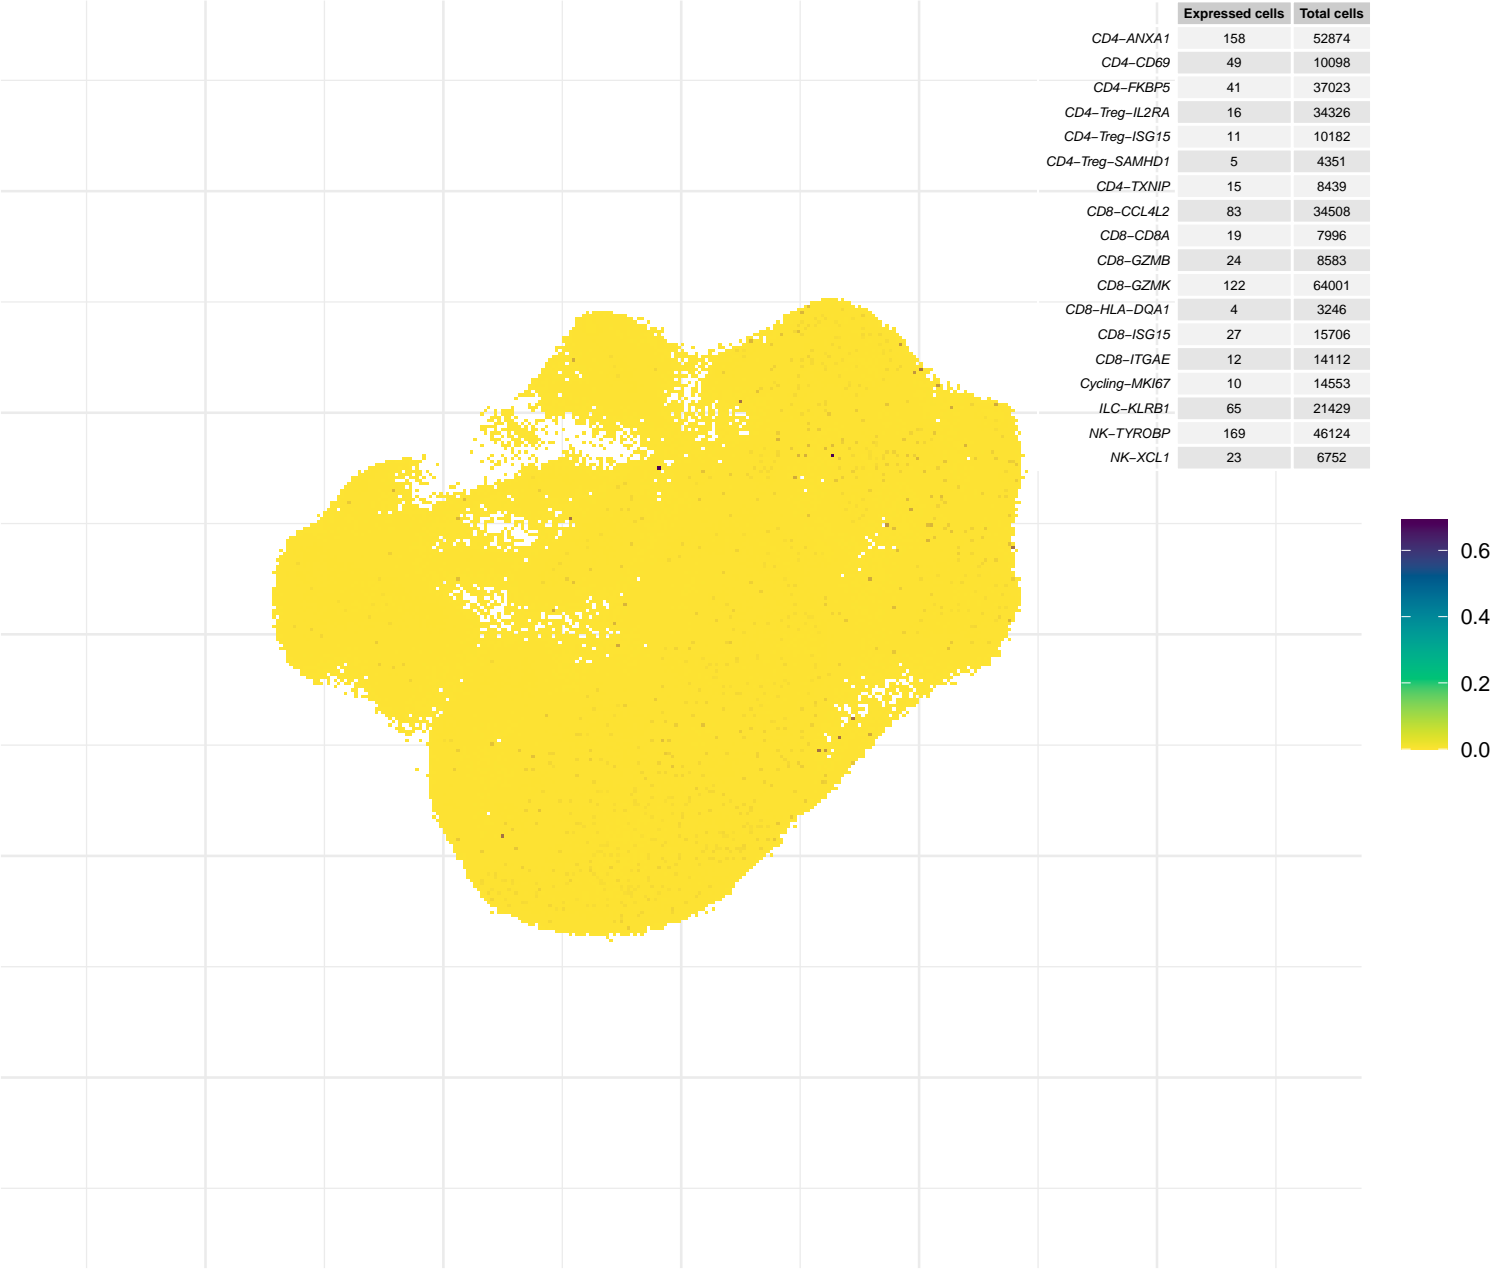 Expressed cells Total cells
CD4−ANXA1 158 52874
CD4−CD69 49 10098
CD4−FKBP5 41 37023
CD4−Treg−IL2RA 16 34326
CD4−Treg−ISG15 11 10182
CD4−Treg−SAMHD1 5 4351
CD4−TXNIP 15 8439
CD8−CCL4L2 83 34508
CD8−CD8A 19 7996
CD8−GZMB 24 8583
CD8−GZMK 122 64001
CD8−HLA−DQA1 4 3246
CD8−ISG15 27 15706
CD8−ITGAE 12 14112
Cycling−MKI67 10 14553
ILC−KLRB1 65 21429
NK−TYROBP 169 46124
NK−XCL1 23 6752
0.6
0.4
0.2
0.0